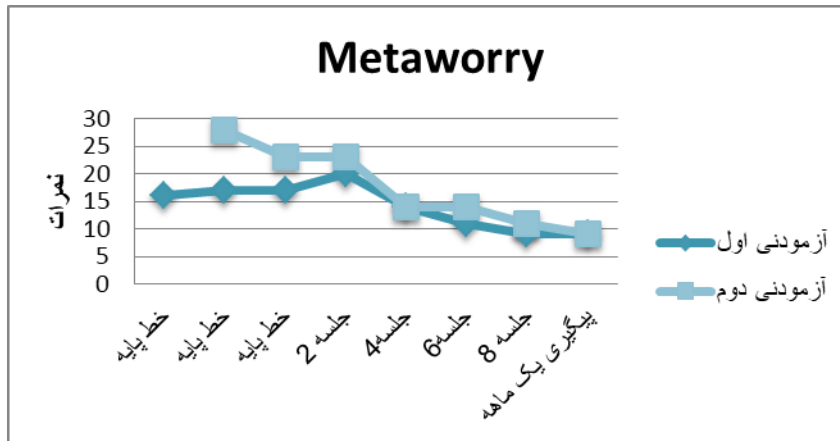 Metaworry
30
25
20
15
10
5
0
نمرات
خط پایه
خط پایه
خط پایه
جلسه 2
جلسه4
جلسه6
جلسه 8
پیگیری یک ماهه
آزمودنی اول
آزمودنی دوم